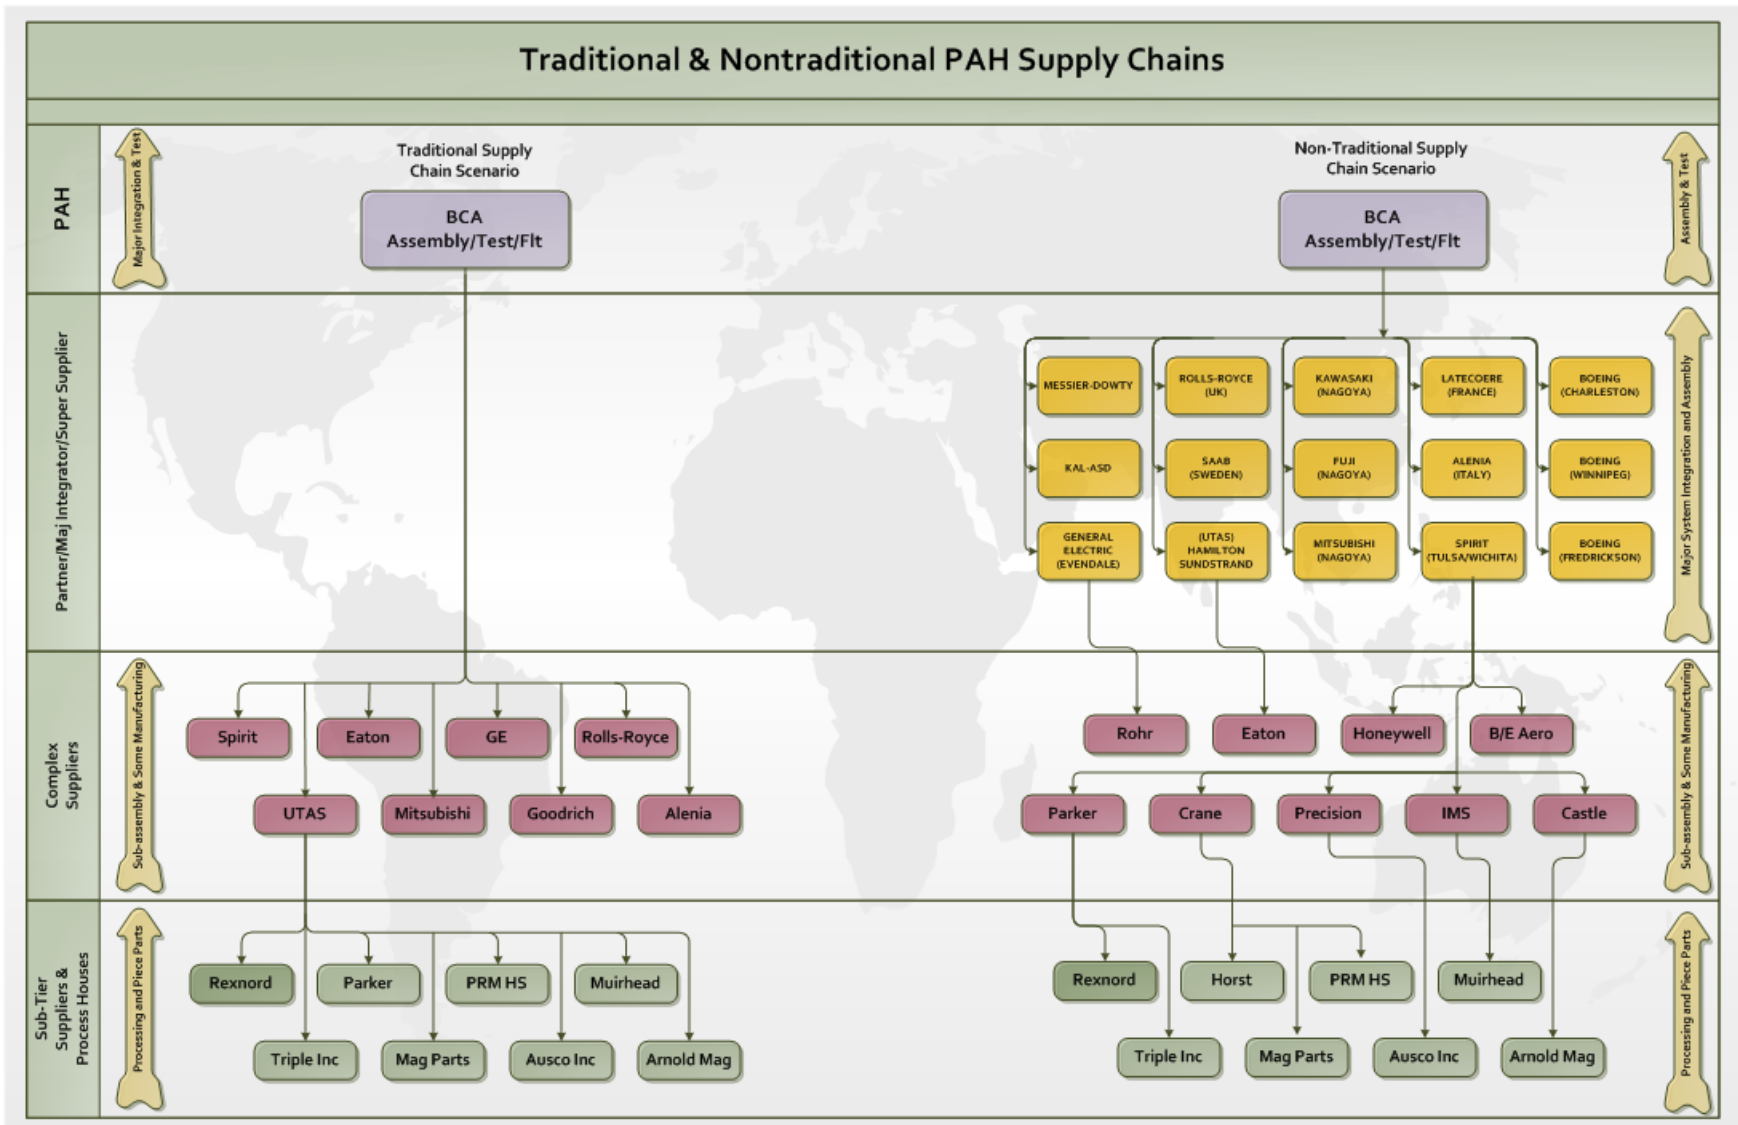 Traditional & Nontraditional PAH Supply Chains
PAH
Major Integration & Test
Traditional Supply
Chain Scenario
BCA
Assembly/Test/Flt
Non-Traditional Supply
Chain Scenario
BCA
Assembly/Test/Flt
Assembly & Test
Partner/Maj Integrator/Super Supplier
MESSIER-DOWTY
ROLLS-ROYCE
(UK)
KAWASAKI
(NAGOYA)
LATECOERE
(FRANCE)
BOEING
(CHARLESTON)
KAL-ASD
SAAB
(SWEDEN)
FUJI
(NAGOYA)
ALENIA
(ITALY)
BOEING
(WINNIPEG)
GENERAL
ELECTRIC
(EVENDALE)
(UTAS)
HAMILTON
SUNDSTRAND
MITSUBISHI
(NAGOYA)
SPIRIT
(TULSA/WICHITA)
BOEING
(FREDRICKSON)
Major System Integration and Assembly
Complex
Suppliers
Sub-assembly & Some Manufacturing
Spirit
Eaton
GE
Rolls-Royce
UTAS
Mitsubishi
Goodrich
Alenia
Rohr
Eaton
Honeywell
B/E Aero
Parker
Crane
Precision
IMS
Castle
Sub-assembly & Some Manufacturing
Sub-Tier
Suppliers &
Process Houses
Processing and Piece Parts
Rexnord
Parker
PRM HS
Muirhead
Triple Inc
Mag Parts
Ausco Inc
Arnold Mag
Rexnord
Horst
PRM HS
Muirhead
Triple Inc
Mag Parts
Ausco Inc
Arnold Mag
Processing and Piece Parts